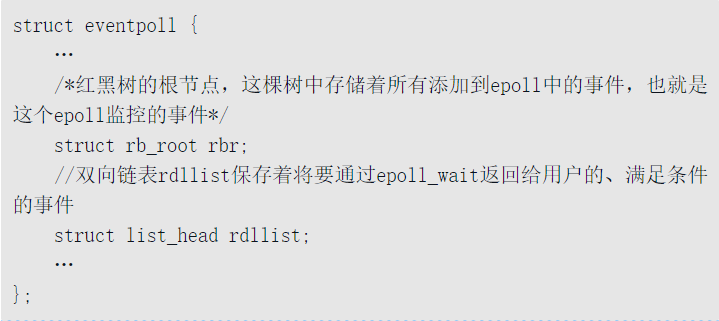 struct eventpoll {
…
/*红黑树的根节点，这棵树中存储着所有添加到epoll中的事件，也就是
这个epoll监控的事件*/
struct rb_root rbr;
//双向链表rdllist保存着将要通过epoll_wait返回给用户的、满足条件
的事件
struct list_head rdllist;
…
};